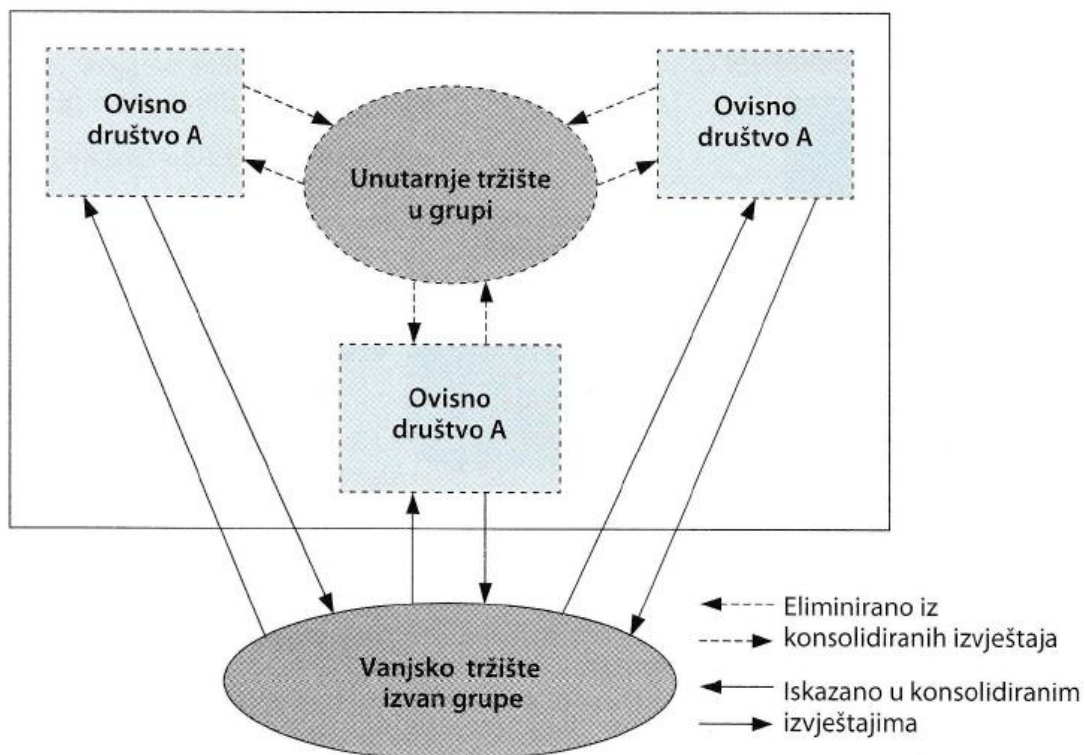 Ovisno
društvo A
Ovisno
društvo A
Unutarnje tržište
u grupi
Ovisno
društvo A
Vanjsko tržište
izvan grupe
Eliminirano iz
konsolidiranih izvještaja
Iskazano u konsolidiranim
izvještajima